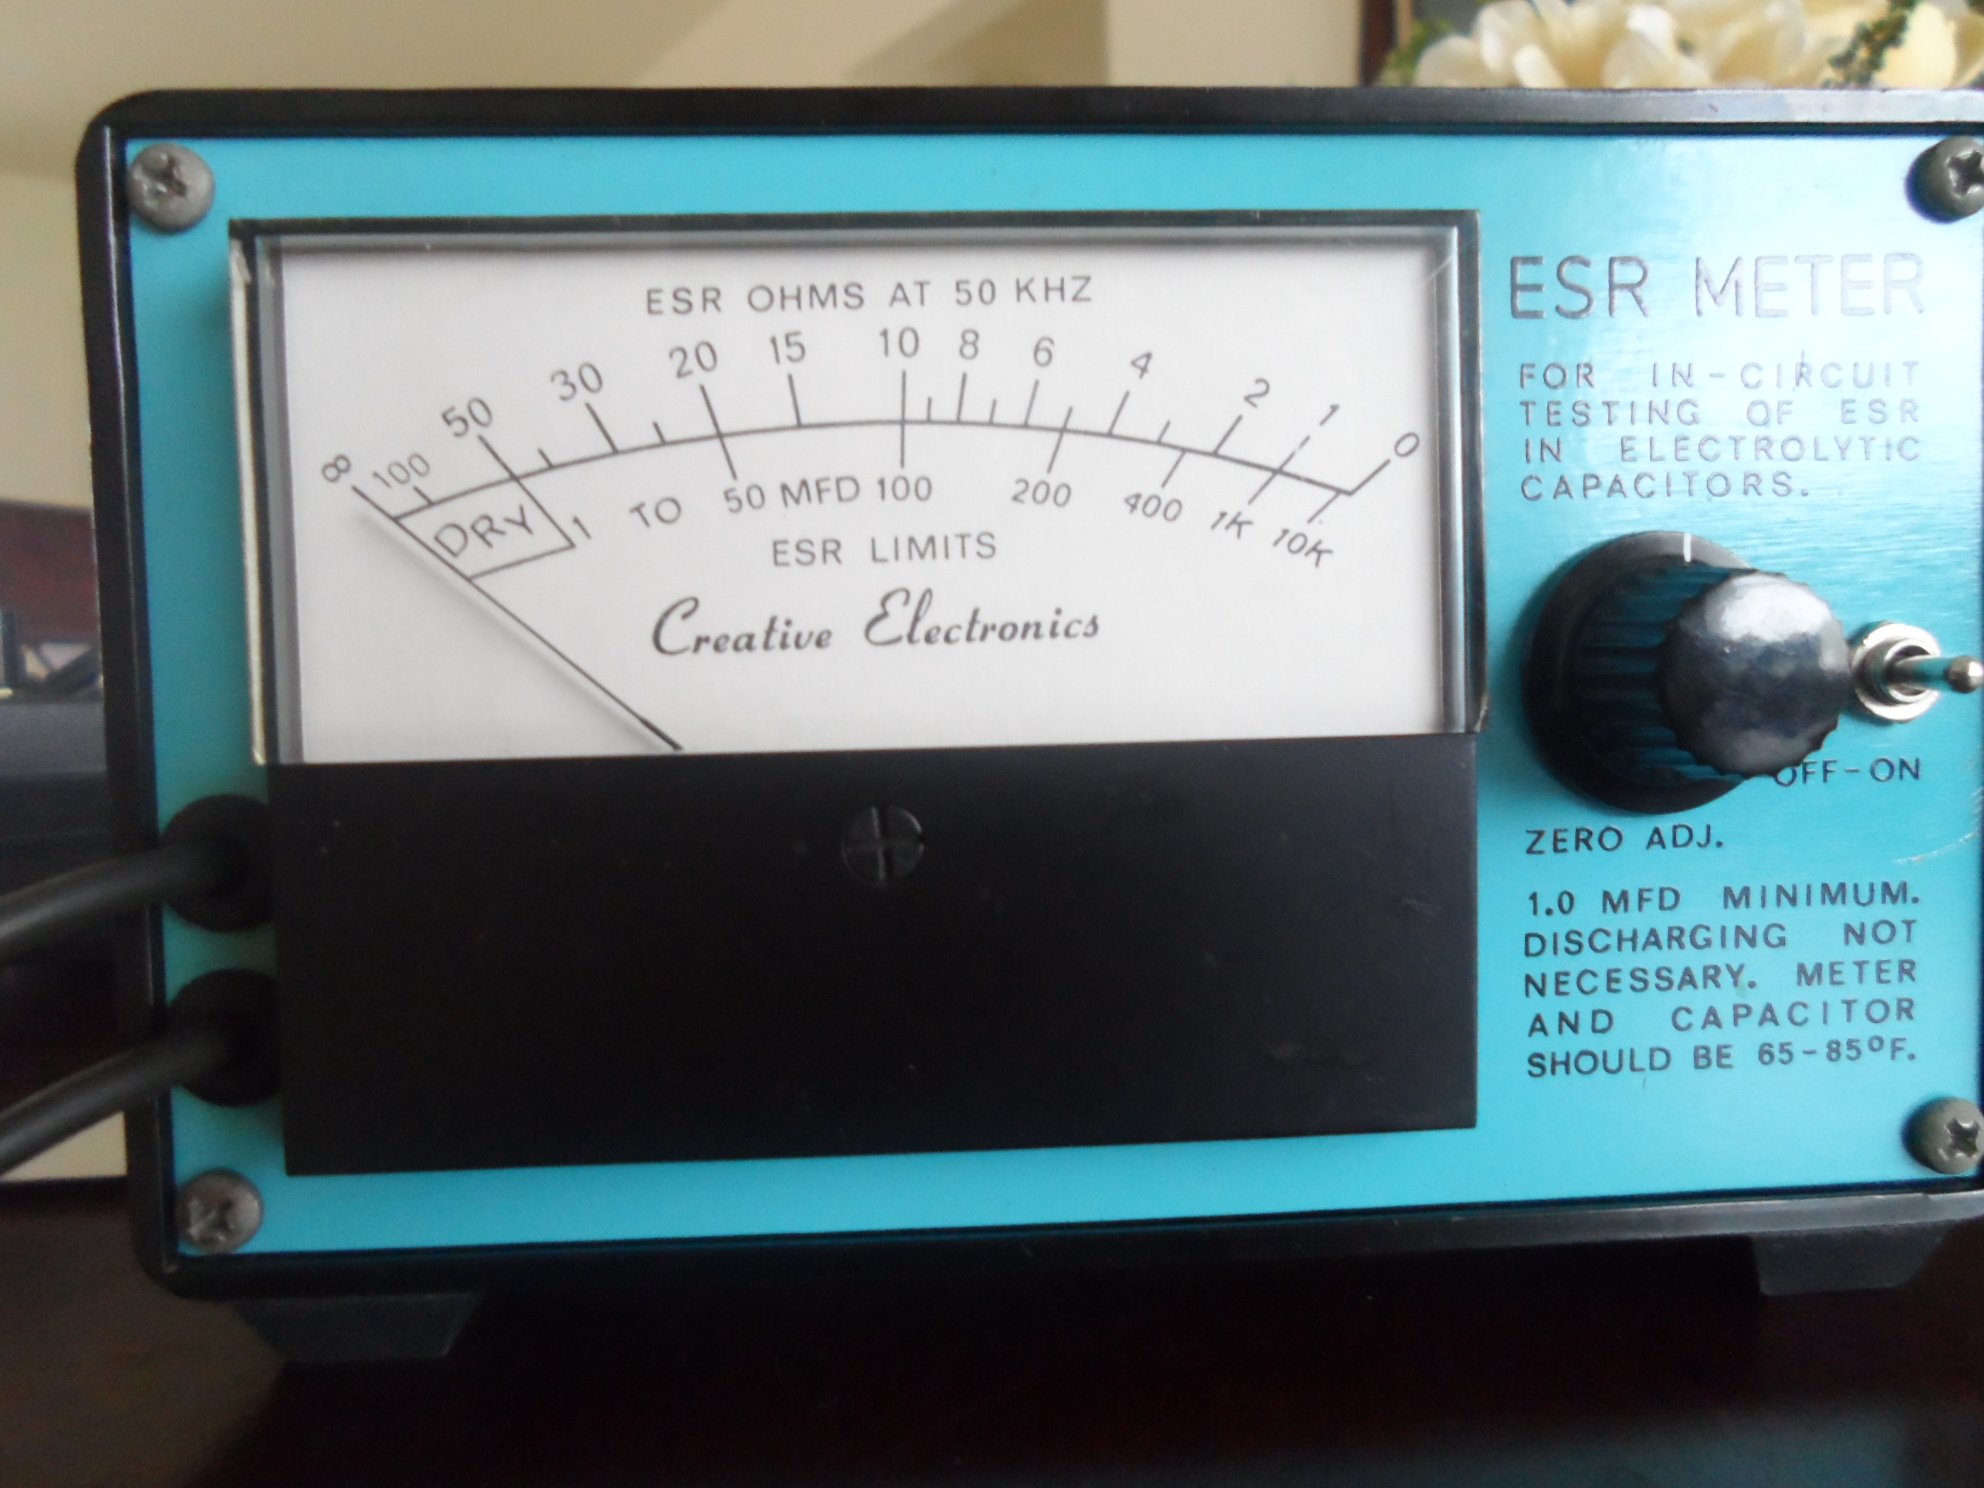 ESR OHMS AT 50 KHZ
∞ 100 50 30 20 15 10 8 6 4 2 1 0
DRY 1 TO 50 MFD 100 200 400 1K 10K
ESR LIMITS
Creative Electronics
ESR METER
FOR IN-CIRCUIT
TESTING OF ESR
IN ELECTROLYTIC
CAPACITORS.
OFF-ON
ZERO ADJ.
1.0 MFD MINIMUM.
DISCHARGING NOT
NECESSARY. METER
AND CAPACITOR
SHOULD BE 65-85°F.